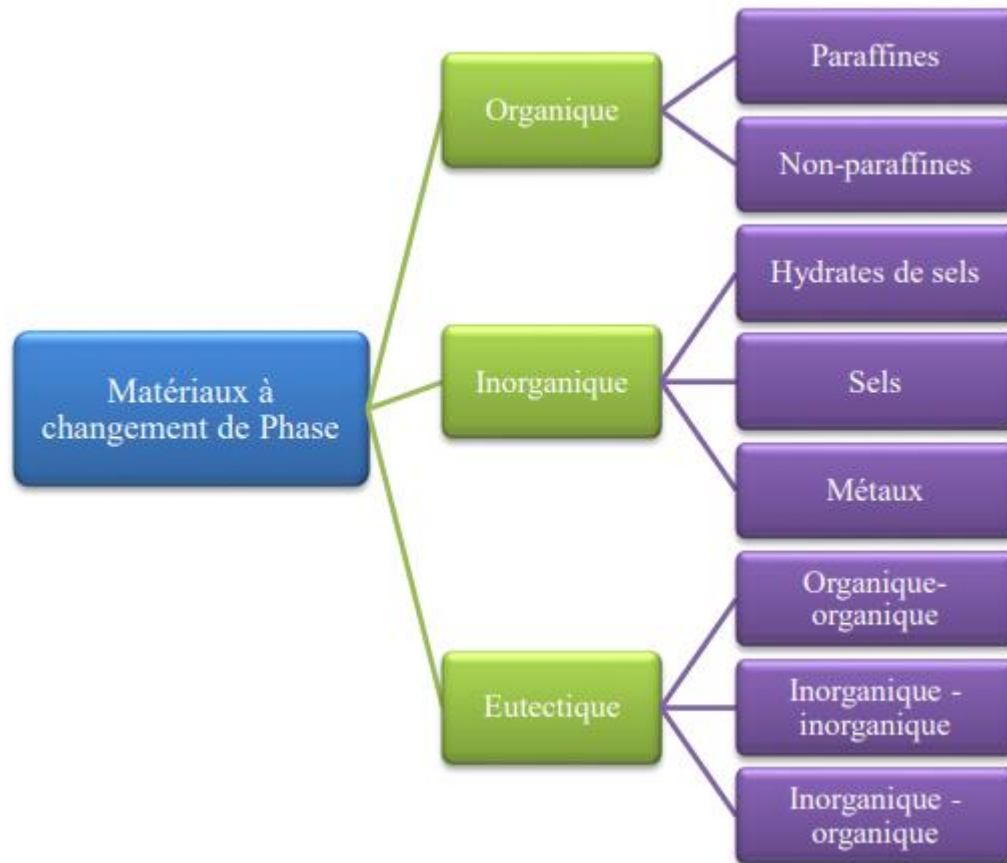 Matériaux à
changement de Phase
Organique
Paraffines
Non-paraffines
Inorganique
Hydrates de sels
Sels
Métaux
Eutectique
Organique-
organique
Inorganique -
inorganique
Inorganique -
organique